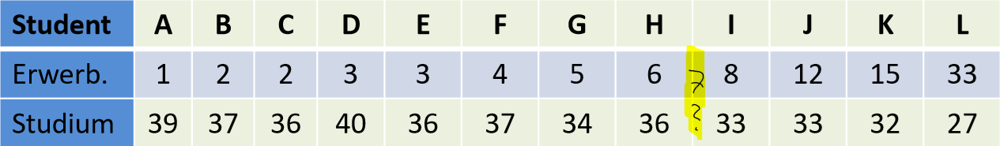 Student A B C D E F G H I J K L
Erwerb. 1 2 2 3 3 4 5 6 7 8 12 15 33
Studium 39 37 36 40 36 37 34 36 ? 33 33 32 27